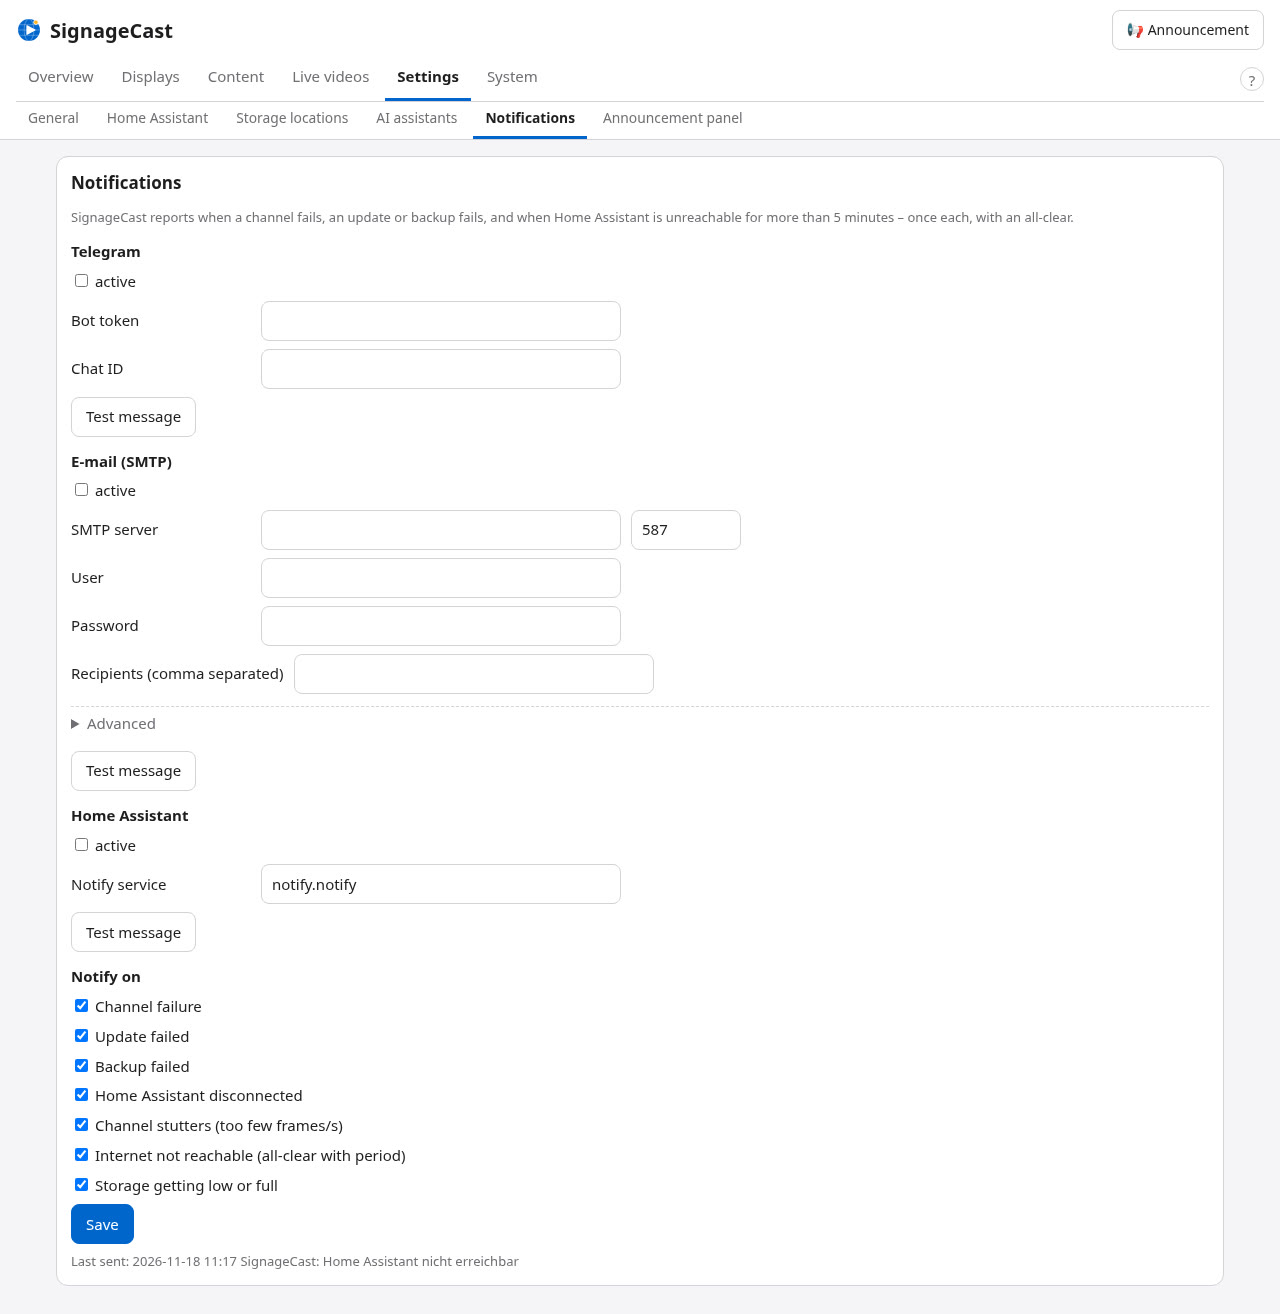 SignageCast
📢 Announcement
Overview Displays Content Live videos Settings System ?
General Home Assistant Storage locations AI assistants Notifications Announcement panel
Notifications
SignageCast reports when a channel fails, an update or backup fails, and when Home Assistant is unreachable for more than 5 minutes – once each, with an all-clear.
Telegram
active
Bot token
Chat ID
Test message
E-mail (SMTP)
active
SMTP server 587
User
Password
Recipients (comma separated)
Advanced
Test message
Home Assistant
active
Notify service notify.notify
Test message
Notify on
Channel failure
Update failed
Backup failed
Home Assistant disconnected
Channel stutters (too few frames/s)
Internet not reachable (all-clear with period)
Storage getting low or full
Save
Last sent: 2026-11-18 11:17 SignageCast: Home Assistant nicht erreichbar